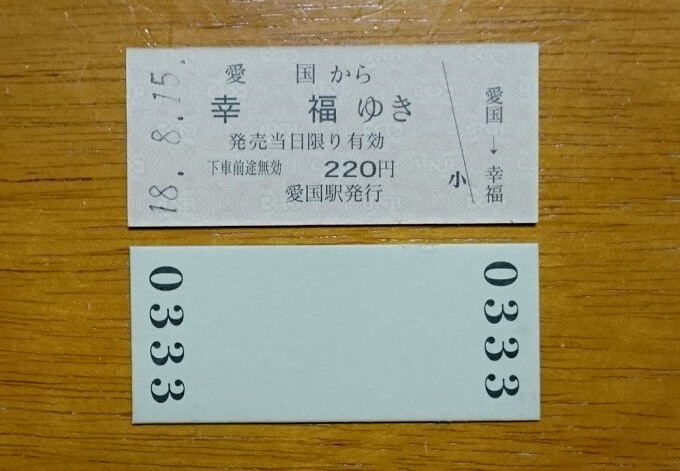 18.8.15.
愛国から
幸福ゆき
発売当日限り有効
下車前途無効 220円
愛国駅発行
小
愛国→幸福
0333
0333